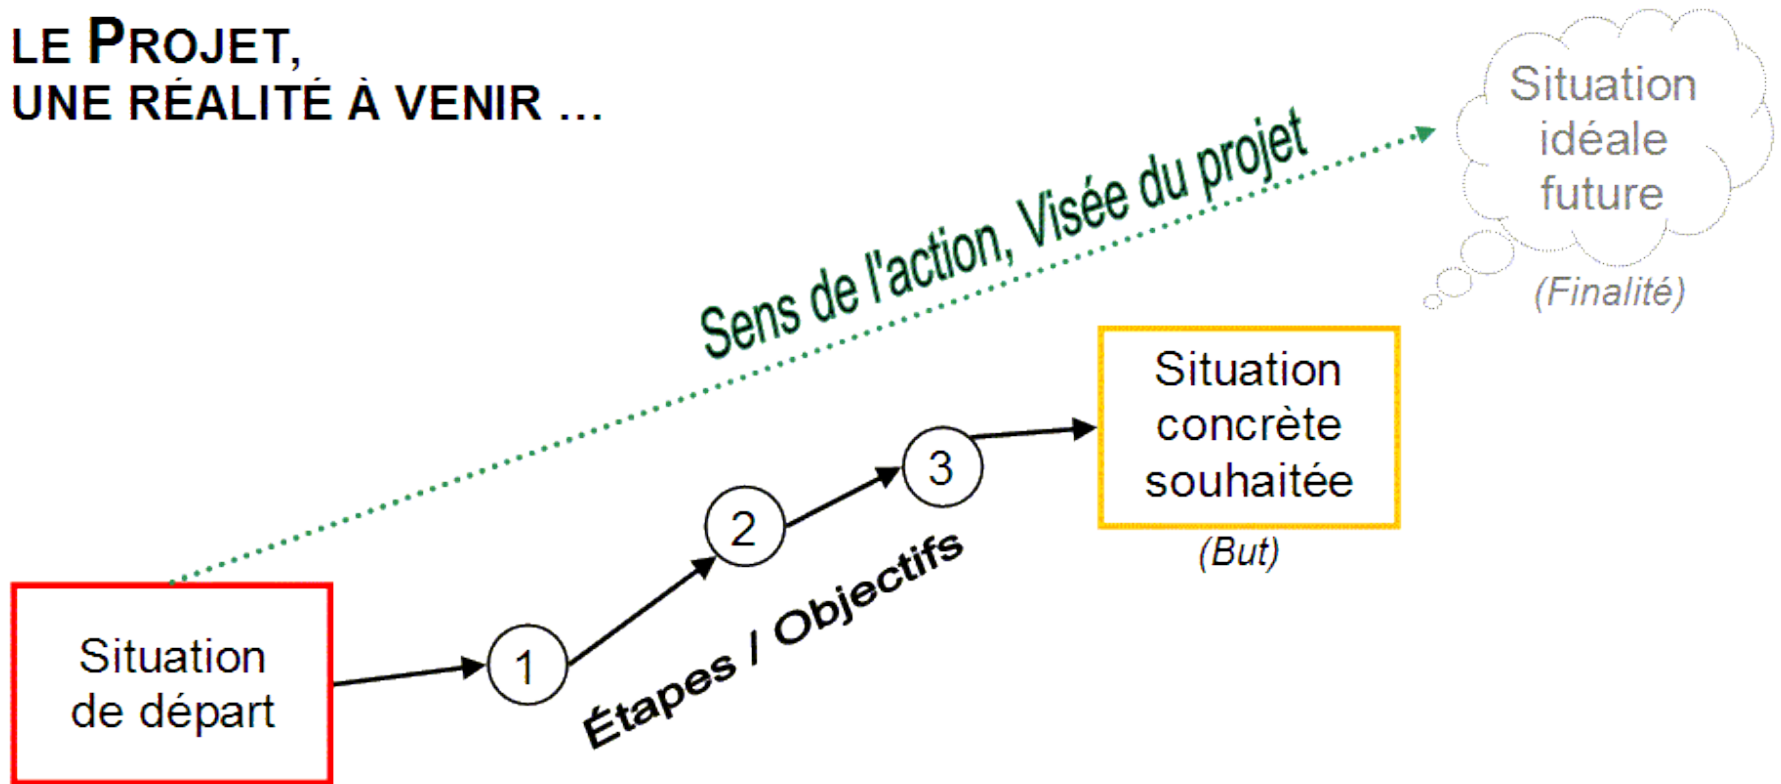 LE PROJET,
UNE RÉALITÉ À VENIR ...
Situation
idéale
future
(Finalité)
Sens de l'action, Visée du projet
Situation
concrète
souhaitée
(But)
3
2
1
Étapes / Objectifs
Situation
de départ